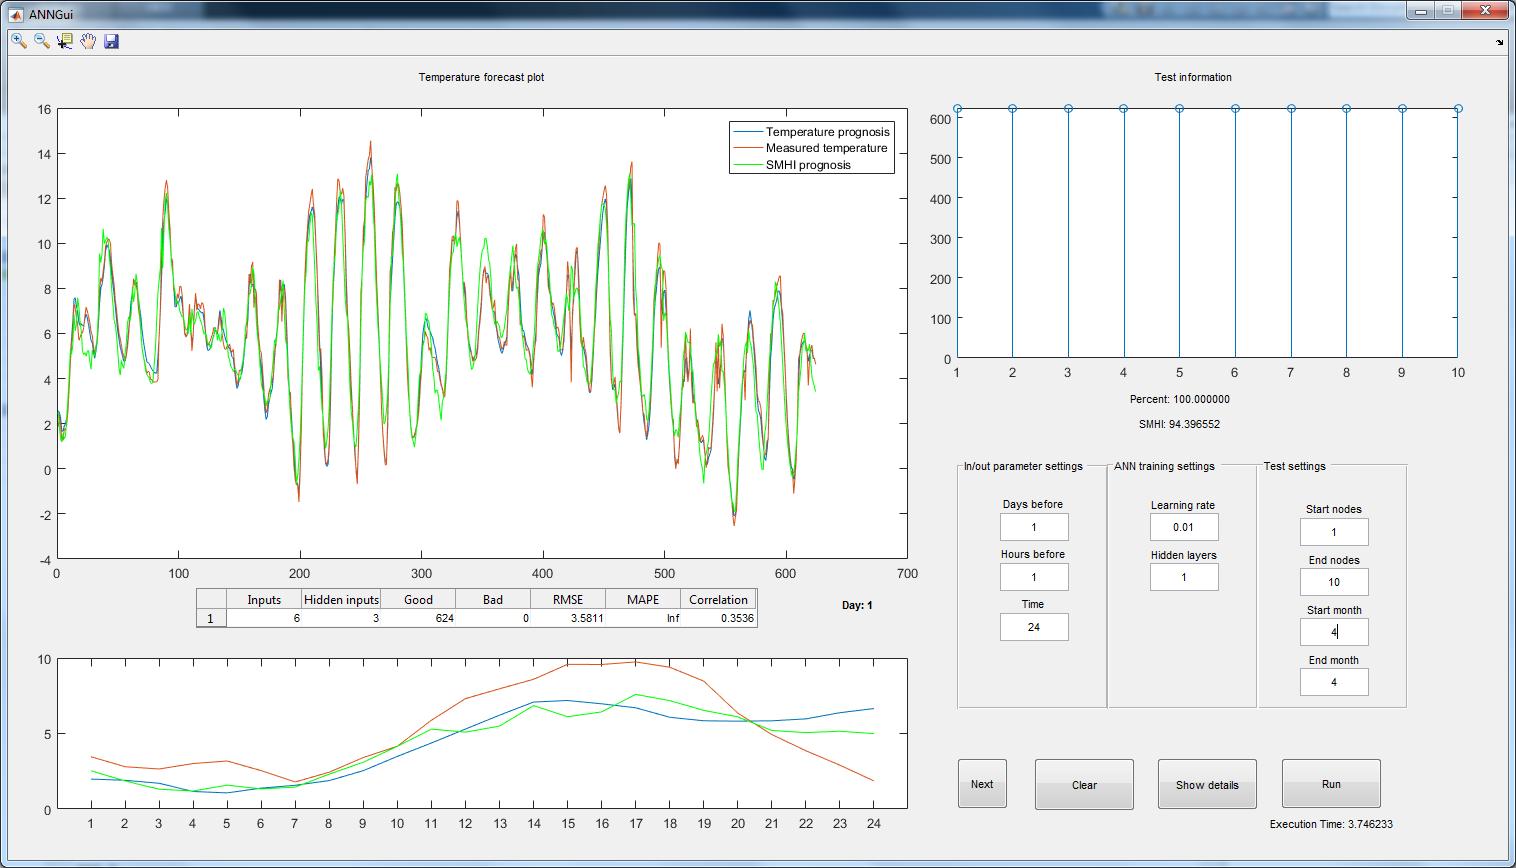 ANNGui
Temperature forecast plot
16
14
12
10
8
6
4
2
0
-2
-4
0 100 200 300 400 500 600 700
Temperature prognosis
Measured temperature
SMHI prognosis
Inputs Hidden inputs Good Bad RMSE MAPE Correlation
1 6 3 624 0 3.5811 Inf 0.3536
Day: 1
10
5
0
1 2 3 4 5 6 7 8 9 10 11 12 13 14 15 16 17 18 19 20 21 22 23 24
Test information
600
500
400
300
200
100
0
1 2 3 4 5 6 7 8 9 10
Percent: 100.000000
SMHI: 94.396552
In/out parameter settings
Days before
1
Hours before
1
Time
24
ANN training settings
Learning rate
0.01
Hidden layers
1
Test settings
Start nodes
1
End nodes
10
Start month
4
End month
4
Next Clear Show details Run
Execution Time: 3.746233